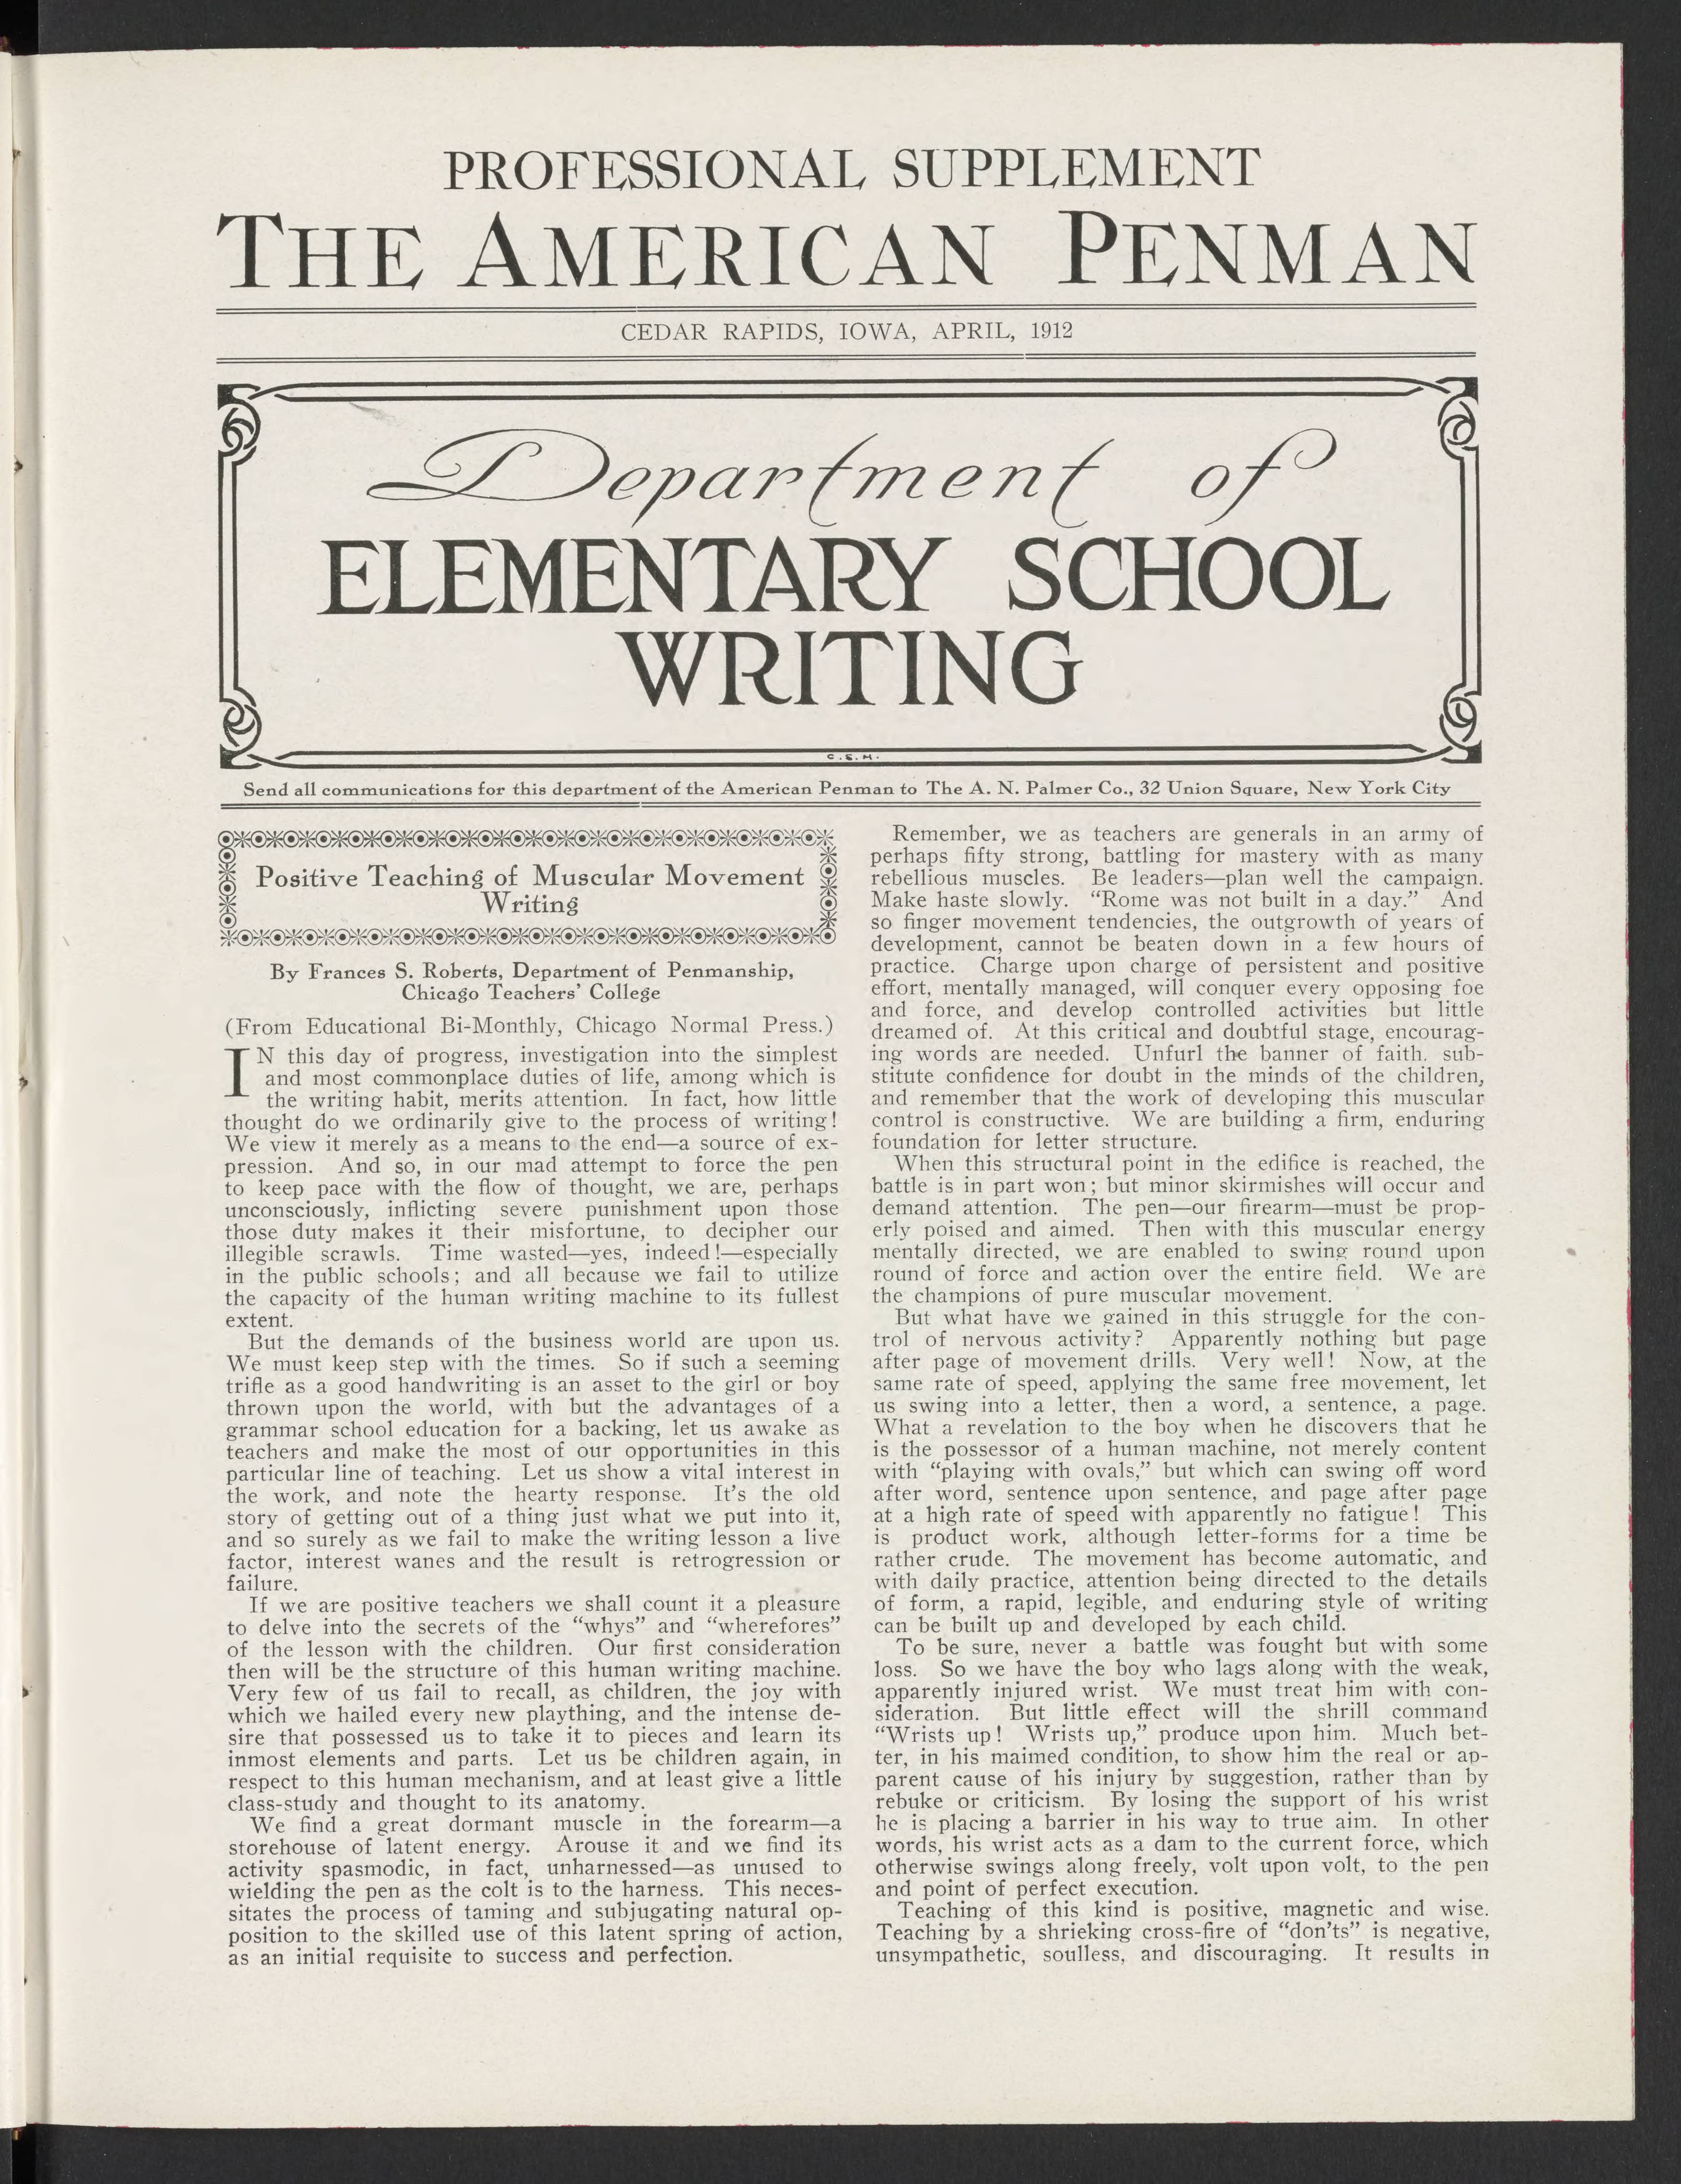 PROFESSIONAL SUPPLEMENT
THE AMERICAN PENMAN
CEDAR RAPIDS, IOWA, APRIL, 1912
Department of
ELEMENTARY SCHOOL
WRITING
C.E.H.
Send all communications for this department of the American Penman to The A. N. Palmer Co., 32 Union Square, New York City
Positive Teaching of Muscular Movement
Writing
By Frances S. Roberts, Department of Penmanship,
Chicago Teachers' College
(From Educational Bi-Monthly, Chicago Normal Press.)
IN this day of progress, investigation into the simplest
and most commonplace duties of life, among which is
the writing habit, merits attention. In fact, how little
thought do we ordinarily give to the process of writing!
We view it merely as a means to the end—a source of ex-
pression. And so, in our mad attempt to force the pen
to keep pace with the flow of thought, we are, perhaps
unconsciously, inflicting severe punishment upon those
those duty makes it their misfortune, to decipher our
illegible scrawls. Time wasted—yes, indeed!—especially
in the public schools; and all because we fail to utilize
the capacity of the human writing machine to its fullest
extent.
But the demands of the business world are upon us.
We must keep step with the times. So if such a seeming
trifle as a good handwriting is an asset to the girl or boy
thrown upon the world, with but the advantages of a
grammar school education for a backing, let us awake as
teachers and make the most of our opportunities in this
particular line of teaching. Let us show a vital interest in
the work, and note the hearty response. It's the old
story of getting out of a thing just what we put into it,
and so surely as we fail to make the writing lesson a live
factor, interest wanes and the result is retrogression or
failure.
If we are positive teachers we shall count it a pleasure
to delve into the secrets of the "whys" and "wherefores"
of the lesson with the children. Our first consideration
then will be the structure of this human writing machine.
Very few of us fail to recall, as children, the joy with
which we hailed every new plaything, and the intense de-
sire that possessed us to take it to pieces and learn its
inmost elements and parts. Let us be children again, in
respect to this human mechanism, and at least give a little
class-study and thought to its anatomy.
We find a great dormant muscle in the forearm—a
storehouse of latent energy. Arouse it and we find its
activity spasmodic, in fact, unharnessed—as unused to
wielding the pen as the colt is to the harness. This neces-
sitates the process of taming and subjugating natural op-
position to the skilled use of this latent spring of action,
as an initial requisite to success and perfection.
Remember, we as teachers are generals in an army of
perhaps fifty strong, battling for mastery with as many
rebellious muscles. Be leaders—plan well the campaign.
Make haste slowly. "Rome was not built in a day." And
so finger movement tendencies, the outgrowth of years of
development, cannot be beaten down in a few hours of
practice. Charge upon charge of persistent and positive
effort, mentally managed, will conquer every opposing foe
and force, and develop controlled activities but little
dreamed of. At this critical and doubtful stage, encourag-
ing words are needed. Unfurl the banner of faith, sub-
stitute confidence for doubt in the minds of the children,
and remember that the work of developing this muscular
control is constructive. We are building a firm, enduring
foundation for letter structure.
When this structural point in the edifice is reached, the
battle is in part won; but minor skirmishes will occur and
demand attention. The pen—our firearm—must be prop-
erly poised and aimed. Then with this muscular energy
mentally directed, we are enabled to swing round upon
round of force and action over the entire field. We are
the champions of pure muscular movement.
But what have we gained in this struggle for the con-
trol of nervous activity? Apparently nothing but page
after page of movement drills. Very well! Now, at the
same rate of speed, applying the same free movement, let
us swing into a letter, then a word, a sentence, a page.
What a revelation to the boy when he discovers that he
is the possessor of a human machine, not merely content
with "playing with ovals," but which can swing off word
after word, sentence upon sentence, and page after page
at a high rate of speed with apparently no fatigue! This
is product work, although letter-forms for a time be
rather crude. The movement has become automatic, and
with daily practice, attention being directed to the details
of form, a rapid, legible, and enduring style of writing
can be built up and developed by each child.
To be sure, never a battle was fought but with some
loss. So we have the boy who lags along with the weak,
apparently injured wrist. We must treat him with con-
sideration. But little effect will the shrill command
"Wrists up! Wrists up," produce upon him. Much bet-
ter, in his maimed condition, to show him the real or ap-
parent cause of his injury by suggestion, rather than by
rebuke or criticism. By losing the support of his wrist
he is placing a barrier in his way to true aim. In other
words, his wrist acts as a dam to the current force, which
otherwise swings along freely, volt upon volt, to the pen
and point of perfect execution.
Teaching of this kind is positive, magnetic and wise.
Teaching by a shrieking cross-fire of "don'ts" is negative,
unsympathetic, soulless, and discouraging. It results in